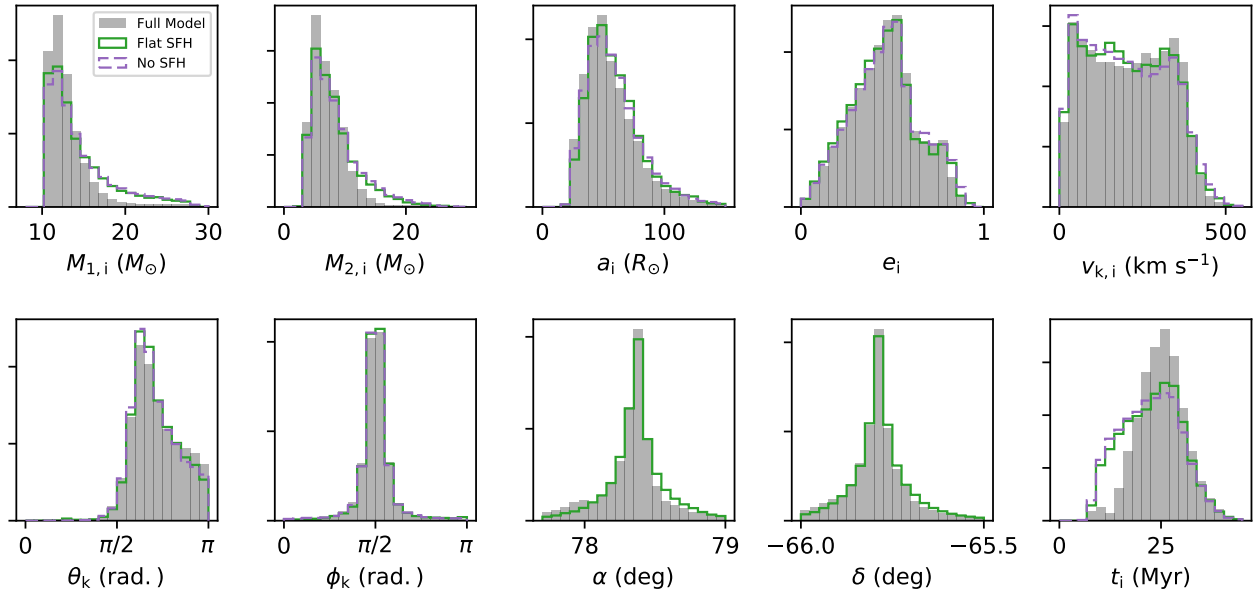 Full Model
Flat SFH
No SFH
10 20 30
M₁,ᵢ (M⊙)
0 20
M₂,ᵢ (M⊙)
0 100
aᵢ (R⊙)
0 1
eᵢ
0 500
vₖ,ᵢ (km s⁻¹)
0 π/2 π
θₖ (rad. )
0 π/2 π
ϕₖ (rad. )
78 79
α (deg)
−66.0 −65.5
δ (deg)
0 25
tᵢ (Myr)